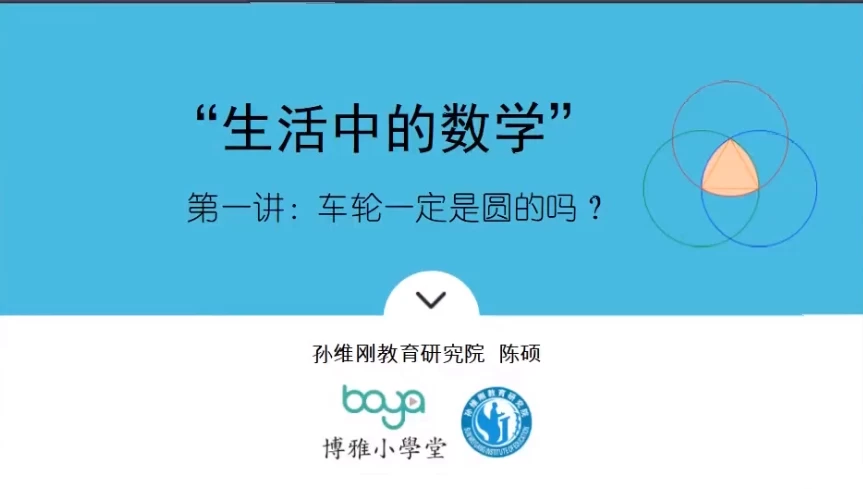 “生活中的数学”
第一讲：车轮一定是圆的吗？
孙维刚教育研究院 陈硕
boya
博雅小學堂
孙维刚教育研究院